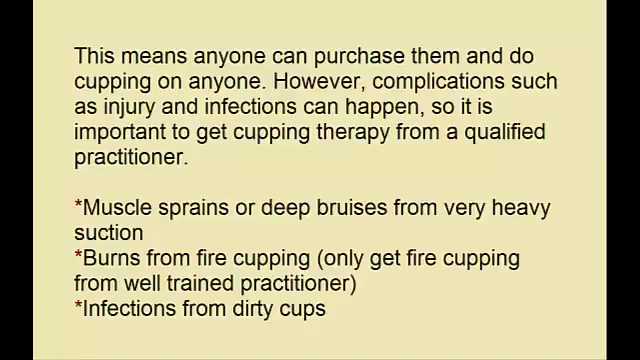 This means anyone can purchase them and do
cupping on anyone. However, complications such
as injury and infections can happen, so it is
important to get cupping therapy from a qualified
practitioner.
*Muscle sprains or deep bruises from very heavy
suction
*Burns from fire cupping (only get fire cupping
from well trained practitioner)
*Infections from dirty cups